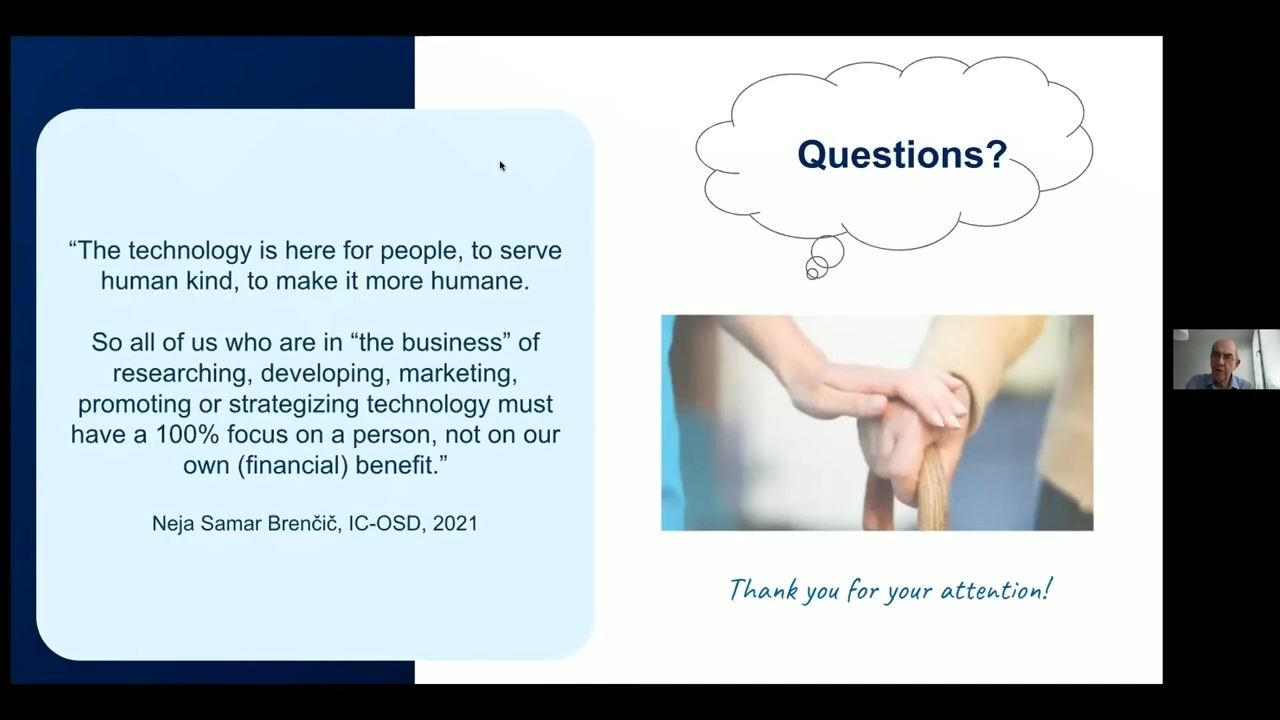 “The technology is here for people, to serve
human kind, to make it more humane.
So all of us who are in “the business” of
researching, developing, marketing,
promoting or strategizing technology must
have a 100% focus on a person, not on our
own (financial) benefit.”
Neja Samar Brenčič, IC-OSD, 2021
Questions?
Thank you for your attention!